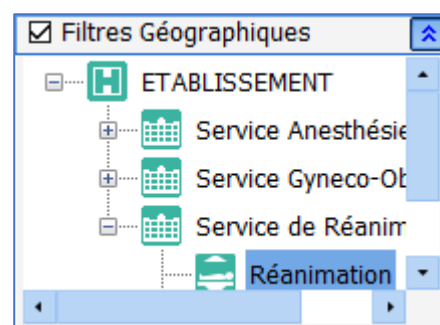 Filtres Géographiques
H ETABLISSEMENT
Service Anesthésie
Service Gyneco-Ob
Service de Réanim
Réanimation